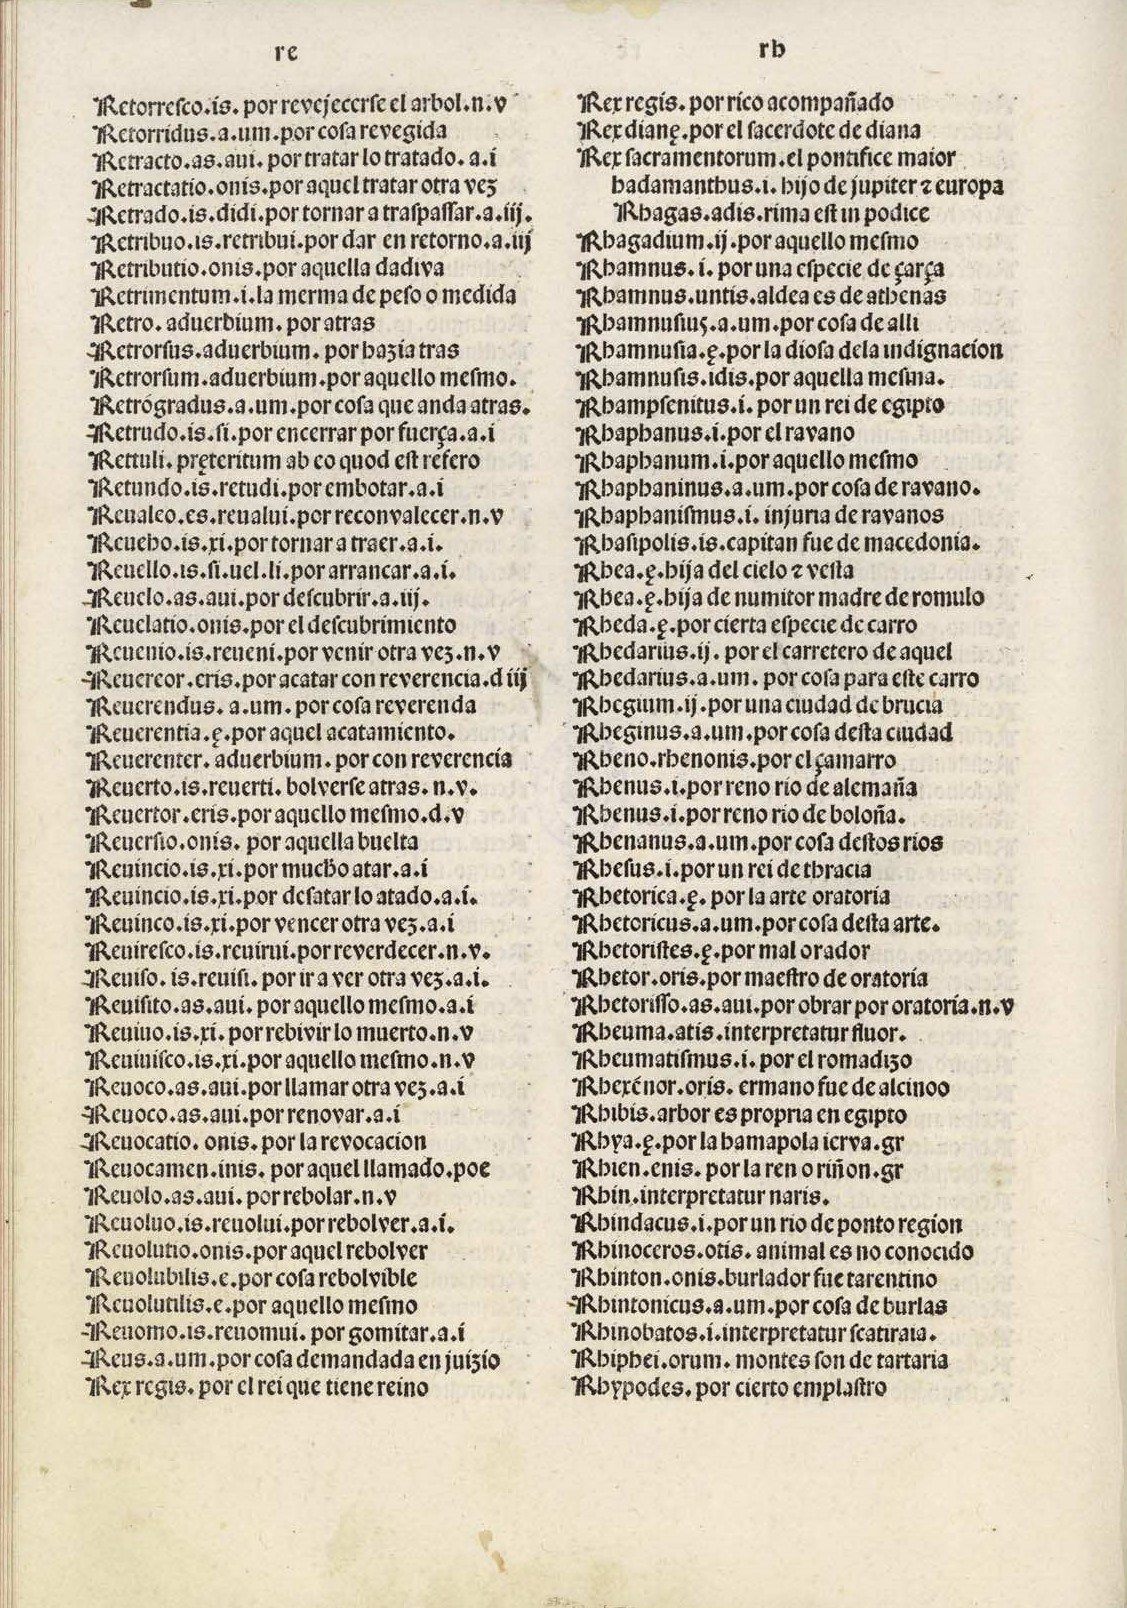 re
Retorresco.is. por revejecerse el arbol.n.v
Retorridus.a.um.por cosa revegida
Retracto.as.aui. por tratar lo tratado. a.i
Retractatio.onis.por aquel tratar otra vez
Retrado.is.didi.por tornar a traspassar.a.iij.
Retribuo.is.retribui.por dar en retorno.a.iij
Retributio.onis.por aquella dadiva
Retrimentum.i.la merma de peso o medida
Retro. aduerbium. por atras
Retrorsus.aduerbium. por hazia tras
Retrorsum.aduerbium.por aquello mesmo.
Retrógradus.a.um.por cosa que anda atras.
Retrudo.is.si.por encerrar por fuerça.a.i
Rettuli. pręteritum ab eo quod est refero
Retundo.is.retudi.por embotar.a.i
Reualeo.es.reualui.por reconvalecer.n.v
Reueho.is.xi.por tornar a traer.a.i.
Reuello.is.si.uel.li.por arrancar.a.i.
Reuelo.as.aui.por descubrir.a.iij.
Reuelatio.onis.por el descubrimiento
Reuenio.is.reueni.por venir otra vez.n.v
Reuereor.eris.por acatar con reverencia.d iij
Reuerendus. a.um. por cosa reverenda
Reuerentia.ę.por aquel acatamiento.
Reuerenter. aduerbium. por con reverencia
Reuerto.is.reuerti. bolverse atras. n.v.
Reuertor.eris.por aquello mesmo.d.v
Reuersio.onis. por aquella buelta
Reuincio.is.xi.por mucho atar.a.i
Reuincio.is.xi.por desatar lo atado.a.i.
Reuinco.is.xi.por vencer otra vez.a.i
Reuiresco.is.reuirui.por reverdecer.n.v.
Reuiso. is.reuisi. por ir a ver otra vez.a.i.
Reuisito.as.aui. por aquello mesmo.a.i
Reuiuo.is.xi. por rebivir lo muerto.n.v
Reuiuisco.is.xi.por aquello mesmo.n.v
Reuoco.as.aui.por llamar otra vez.a.i
Reuoco.as.aui.por renovar.a.i
Reuocatio. onis. por la revocacion
Reuocamen.inis. por aquel llamado.poe
Reuolo.as.aui. por rebolar.n.v
Reuoluo.is.reuolui.por rebolver.a.i.
Reuolutio.onis.por aquel rebolver
Reuolubilis.e.por cosa rebolvible
Reuolutilis.e.por aquello mesmo
Reuomo.is.reuomui. por gomitar.a.i
Reus.a.um.por cosa demandada en juizio
Rex regis. por el rei que tiene reino
rh
Rex regis. por rico acompañado
Rex dianę.por el sacerdote de diana
Rex sacramentorum.el pontifice maior
hadamanthus.i. hijo de jupiter ⁊ europa
Rhagas.adis.rima est in podice
Rhagadium.ij.por aquello mesmo
Rhamnus.i. por una especie de çarça
Rhamnus.untis.aldea es de athenas
Rhamnusius.a.um.por cosa de alli
Rhamnusia.ę.por la diosa dela indignacion
Rhamnusis.idis.por aquella mesma.
Rhampsenitus.i. por un rei de egipto
Rhaphanus.i.por el ravano
Rhaphanum.i.por aquello mesmo
Rhaphaninus.a.um.por cosa de ravano.
Rhaphanismus.i. injuria de ravanos
Rhasipolis.is.capitan fue de macedonia.
Rhea.ę.hija del cielo ⁊ vesta
Rhea.ę.hija de numitor madre de romulo
Rheda.ę.por cierta especie de carro
Rhedarius.ij. por el carretero de aquel
Rhedarius.a.um. por cosa para este carro
Rhegium.ij.por una ciudad de brucia
Rheginus.a.um.por cosa desta ciudad
Rheno.rhenonis.por el çamarro
Rhenus.i.por reno rio de alemaña
Rhenus.i.por reno rio de boloña.
Rhenanus.a.um.por cosa destos rios
Rhesus.i.por un rei de thracia
Rhetorica.ę. por la arte oratoria
Rhetoricus.a.um.por cosa desta arte.
Rhetoristes.ę.por mal orador
Rhetor.oris.por maestro de oratoria
Rhetorisso.as.aui.por obrar por oratoria.n.v
Rheuma.atis.interpretatur fluor.
Rheumatismus.i. por el romadizo
Rhexénor.oris. ermano fue de alcinoo
Rhibis.arbor es propria en egipto
Rhya.ę.por la hamapola ierva.gr
Rhien.enis. por la ren o riñon.gr
Rhin.interpretatur naris.
Rhindacus.i.por un rio de ponto region
Rhinoceros.otis. animal es no conocido
Rhinton.onis.burlador fue tarentino
Rhintonicus.a.um.por cosa de burlas
Rhinobatos.i.interpretatur scatiraia.
Rhiphei.orum. montes son de tartaria
Rhypodes. por cierto emplastro